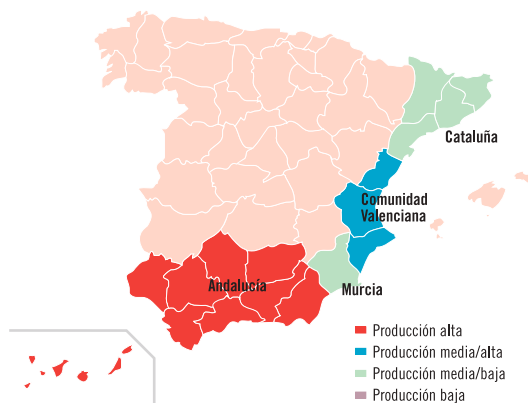 Cataluña
Comunidad
Valenciana
Andalucía
Murcia
Producción alta
Producción media/alta
Producción media/baja
Producción baja